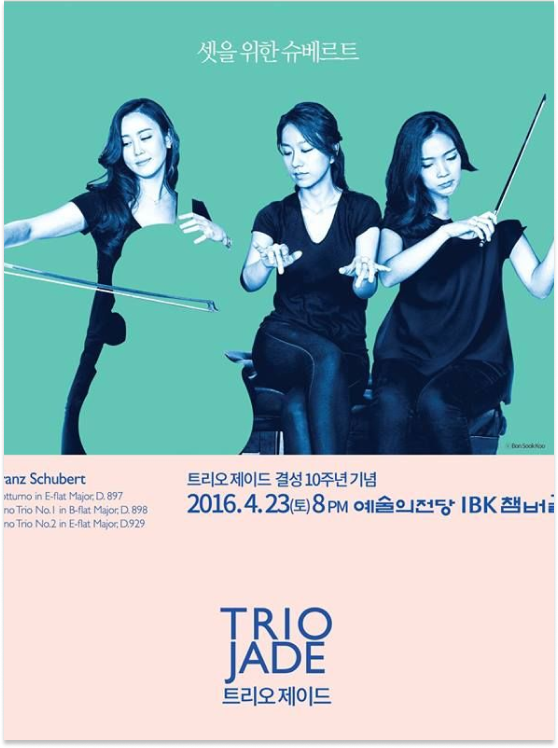 셋을 위한 슈베르트
© Bon Sook Koo
ranz Schubert
otturno in E-flat Major, D. 897
no Trio No.1 in B-flat Major, D. 898
no Trio No.2 in E-flat Major, D.929
트리오 제이드 결성 10주년 기념
2016.4.23(토) 8 PM 예술의전당 IBK 챔버
TRIO
JADE
트리오 제이드